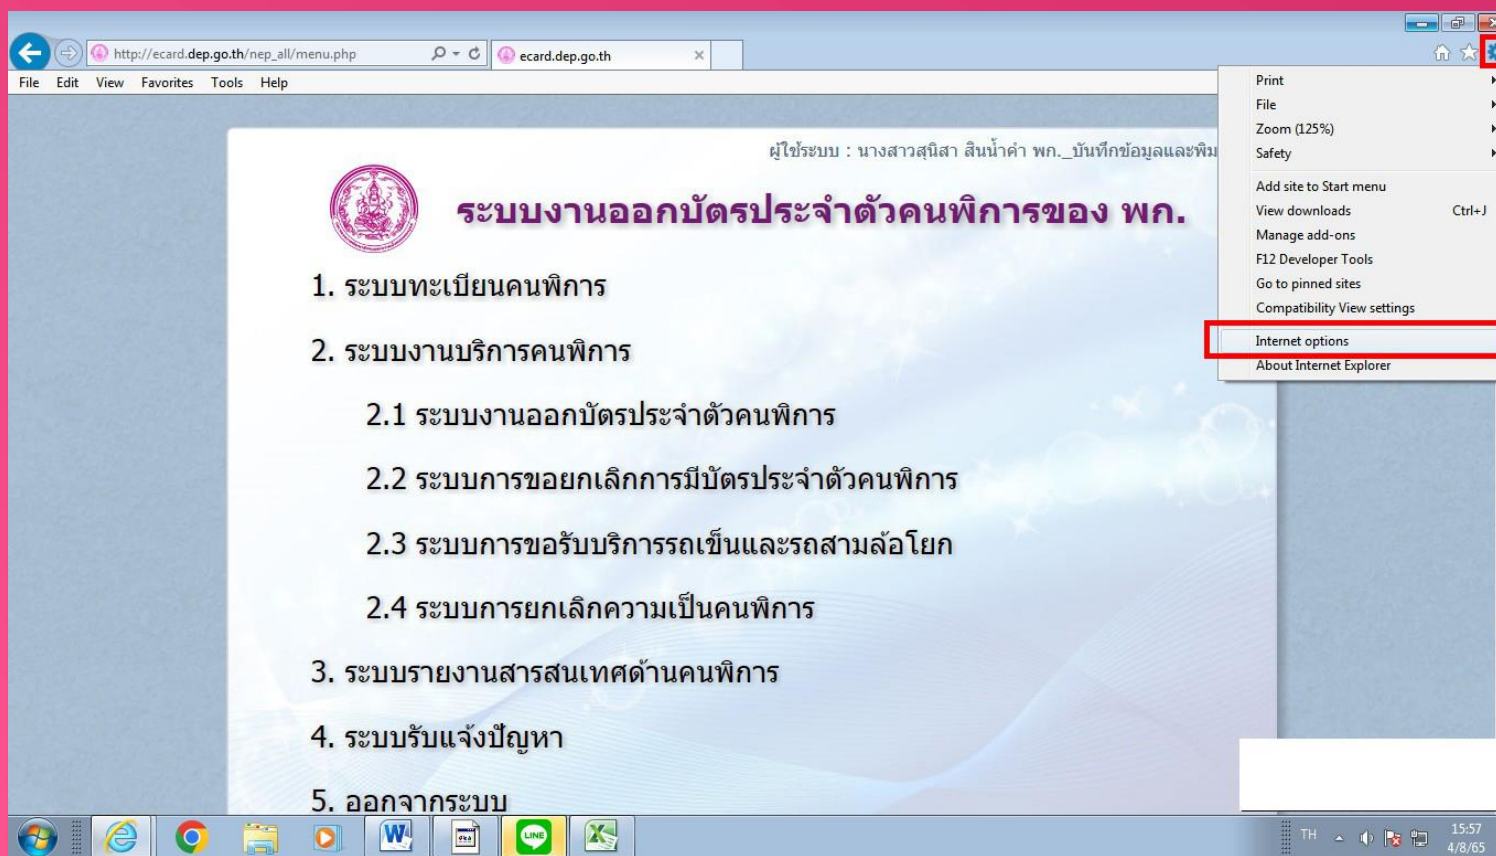 http://ecard.dep.go.th/nep_all/menu.php
ecard.dep.go.th
File Edit View Favorites Tools Help
Print
File
Zoom (125%)
Safety
Add site to Start menu
View downloads Ctrl+J
Manage add-ons
F12 Developer Tools
Go to pinned sites
Compatibility View settings
Internet options
About Internet Explorer
ผู้ใช้ระบบ : นางสาวสุนิสา สินน้ำคำ พก._บันทึกข้อมูลและพิม
ระบบงานออกบัตรประจำตัวคนพิการของ พก.
1. ระบบทะเบียนคนพิการ
2. ระบบงานบริการคนพิการ
2.1 ระบบงานออกบัตรประจำตัวคนพิการ
2.2 ระบบการขอยกเลิกการมีบัตรประจำตัวคนพิการ
2.3 ระบบการขอรับบริการรถเข็นและรถสามล้อโยก
2.4 ระบบการยกเลิกความเป็นคนพิการ
3. ระบบรายงานสารสนเทศด้านคนพิการ
4. ระบบรับแจ้งปัญหา
5. ออกจากระบบ
LINE
TH
15:57
4/8/65